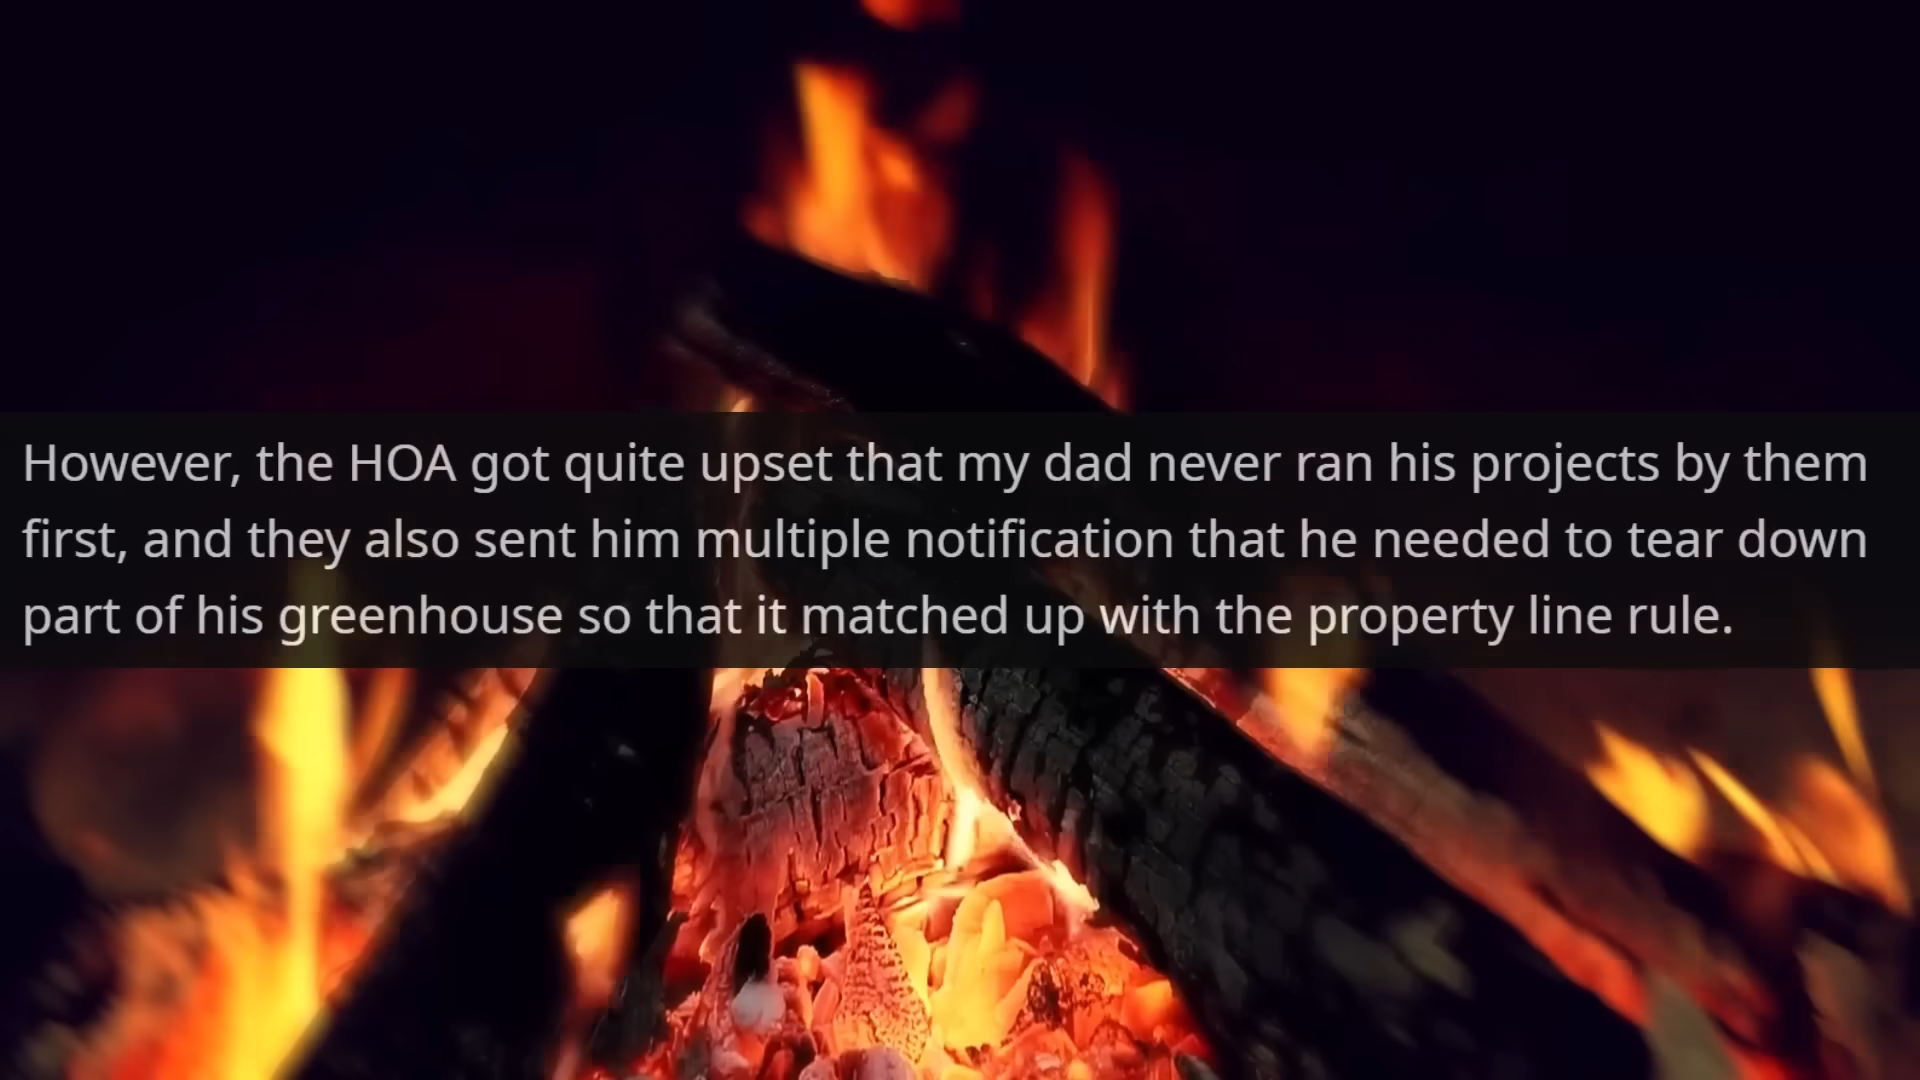 However, the HOA got quite upset that my dad never ran his projects by them
first, and they also sent him multiple notification that he needed to tear down
part of his greenhouse so that it matched up with the property line rule.